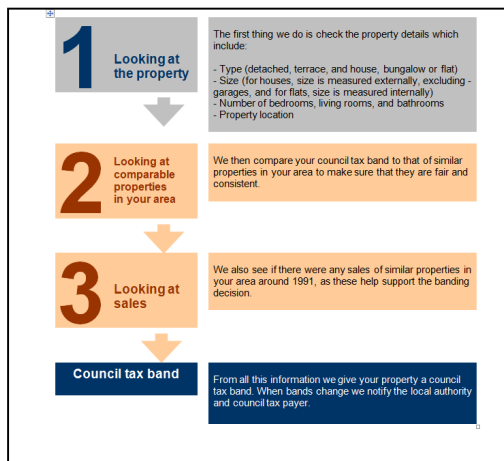 1
Looking at
the property
The first thing we do is check the property details which
include:
- Type (detached, terrace, and house, bungalow or flat)
- Size (for houses, size is measured externally, excluding -
garages, and for flats, size is measured internally)
- Number of bedrooms, living rooms, and bathrooms
- Property location
2
Looking at
comparable
properties
in your area
We then compare your council tax band to that of similar
properties in your area to make sure that they are fair and
consistent.
3
Looking at
sales
We also see if there were any sales of similar properties in
your area around 1991, as these help support the banding
decision.
Council tax band
From all this information we give your property a council
tax band. When bands change we notify the local authority
and council tax payer.